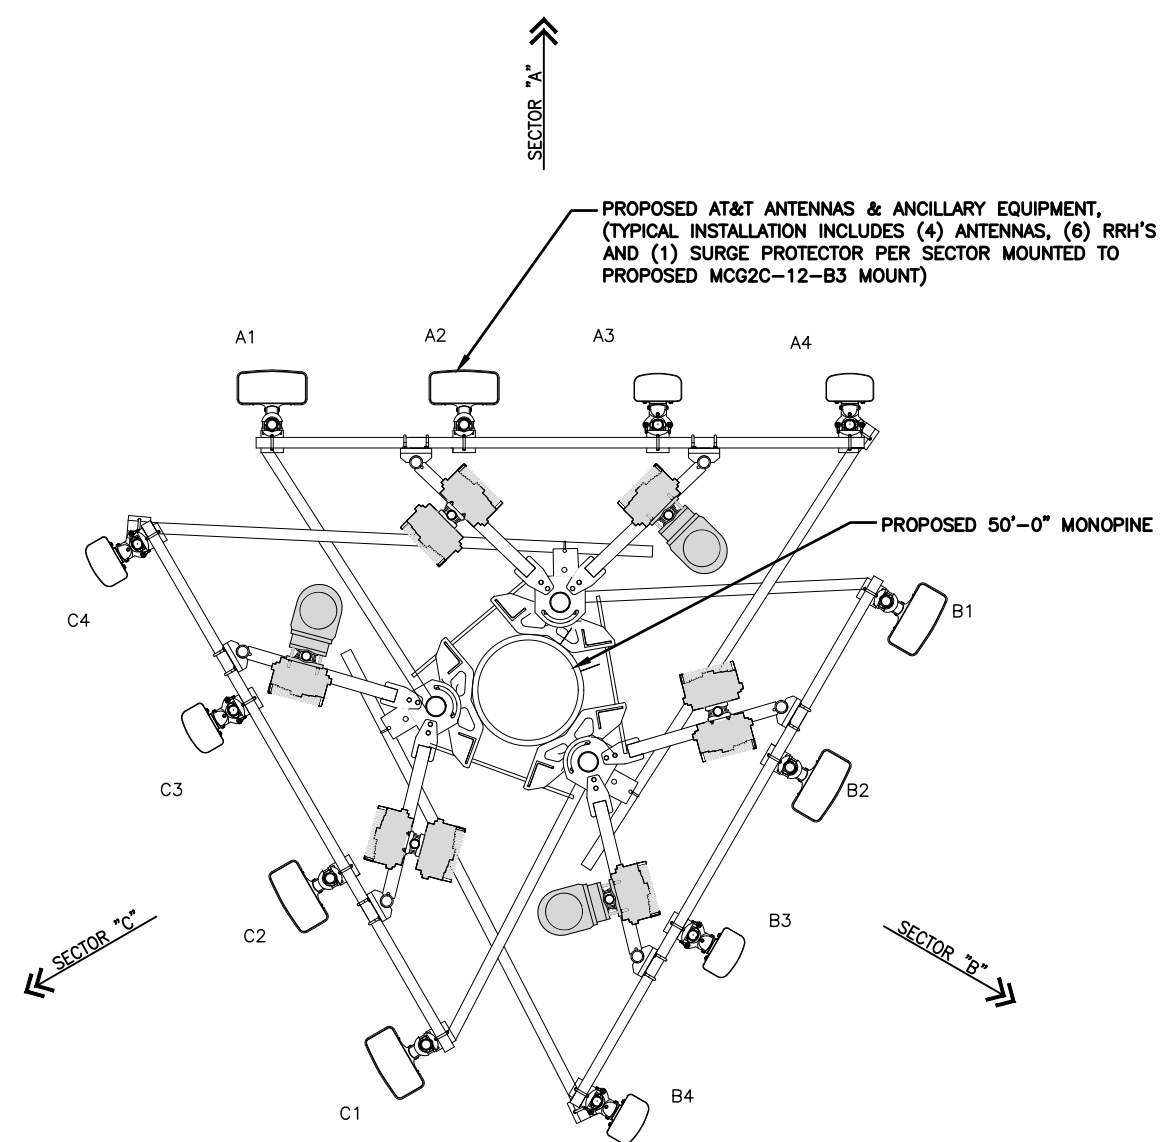 SECTOR "A"
PROPOSED AT&T ANTENNAS & ANCILLARY EQUIPMENT,
(TYPICAL INSTALLATION INCLUDES (4) ANTENNAS, (6) RRH'S
AND (1) SURGE PROTECTOR PER SECTOR MOUNTED TO
PROPOSED MCG2C-12-B3 MOUNT)
A1
A2
A3
A4
PROPOSED 50'-0" MONOPINE
C4
B1
C3
B2
C2
B3
SECTOR "C"
SECTOR "B"
C1
B4